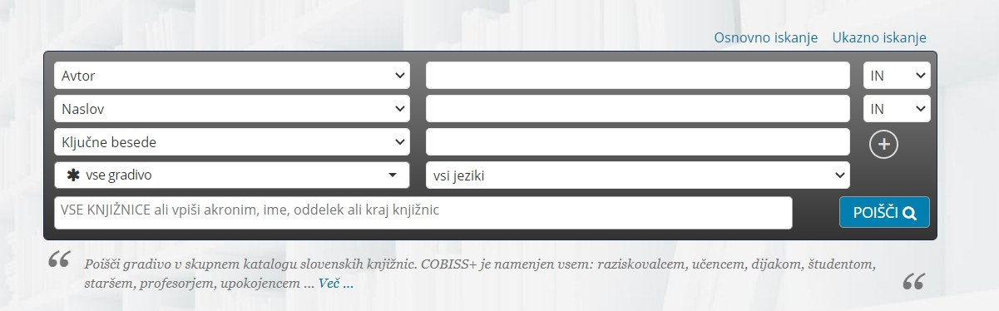 Osnovno iskanje Ukazno iskanje
Avtor IN
Naslov IN
Ključne besede
vse gradivo vsi jeziki
VSE KNJIŽNICE ali vpiši akronim, ime, oddelek ali kraj knjižnic POIŠČI
“ Poišči gradivo v skupnem katalogu slovenskih knjižnic. COBISS+ je namenjen vsem: raziskovalcem, učencem, dijakom, študentom,
staršem, profesorjem, upokojencem ... Več ... “